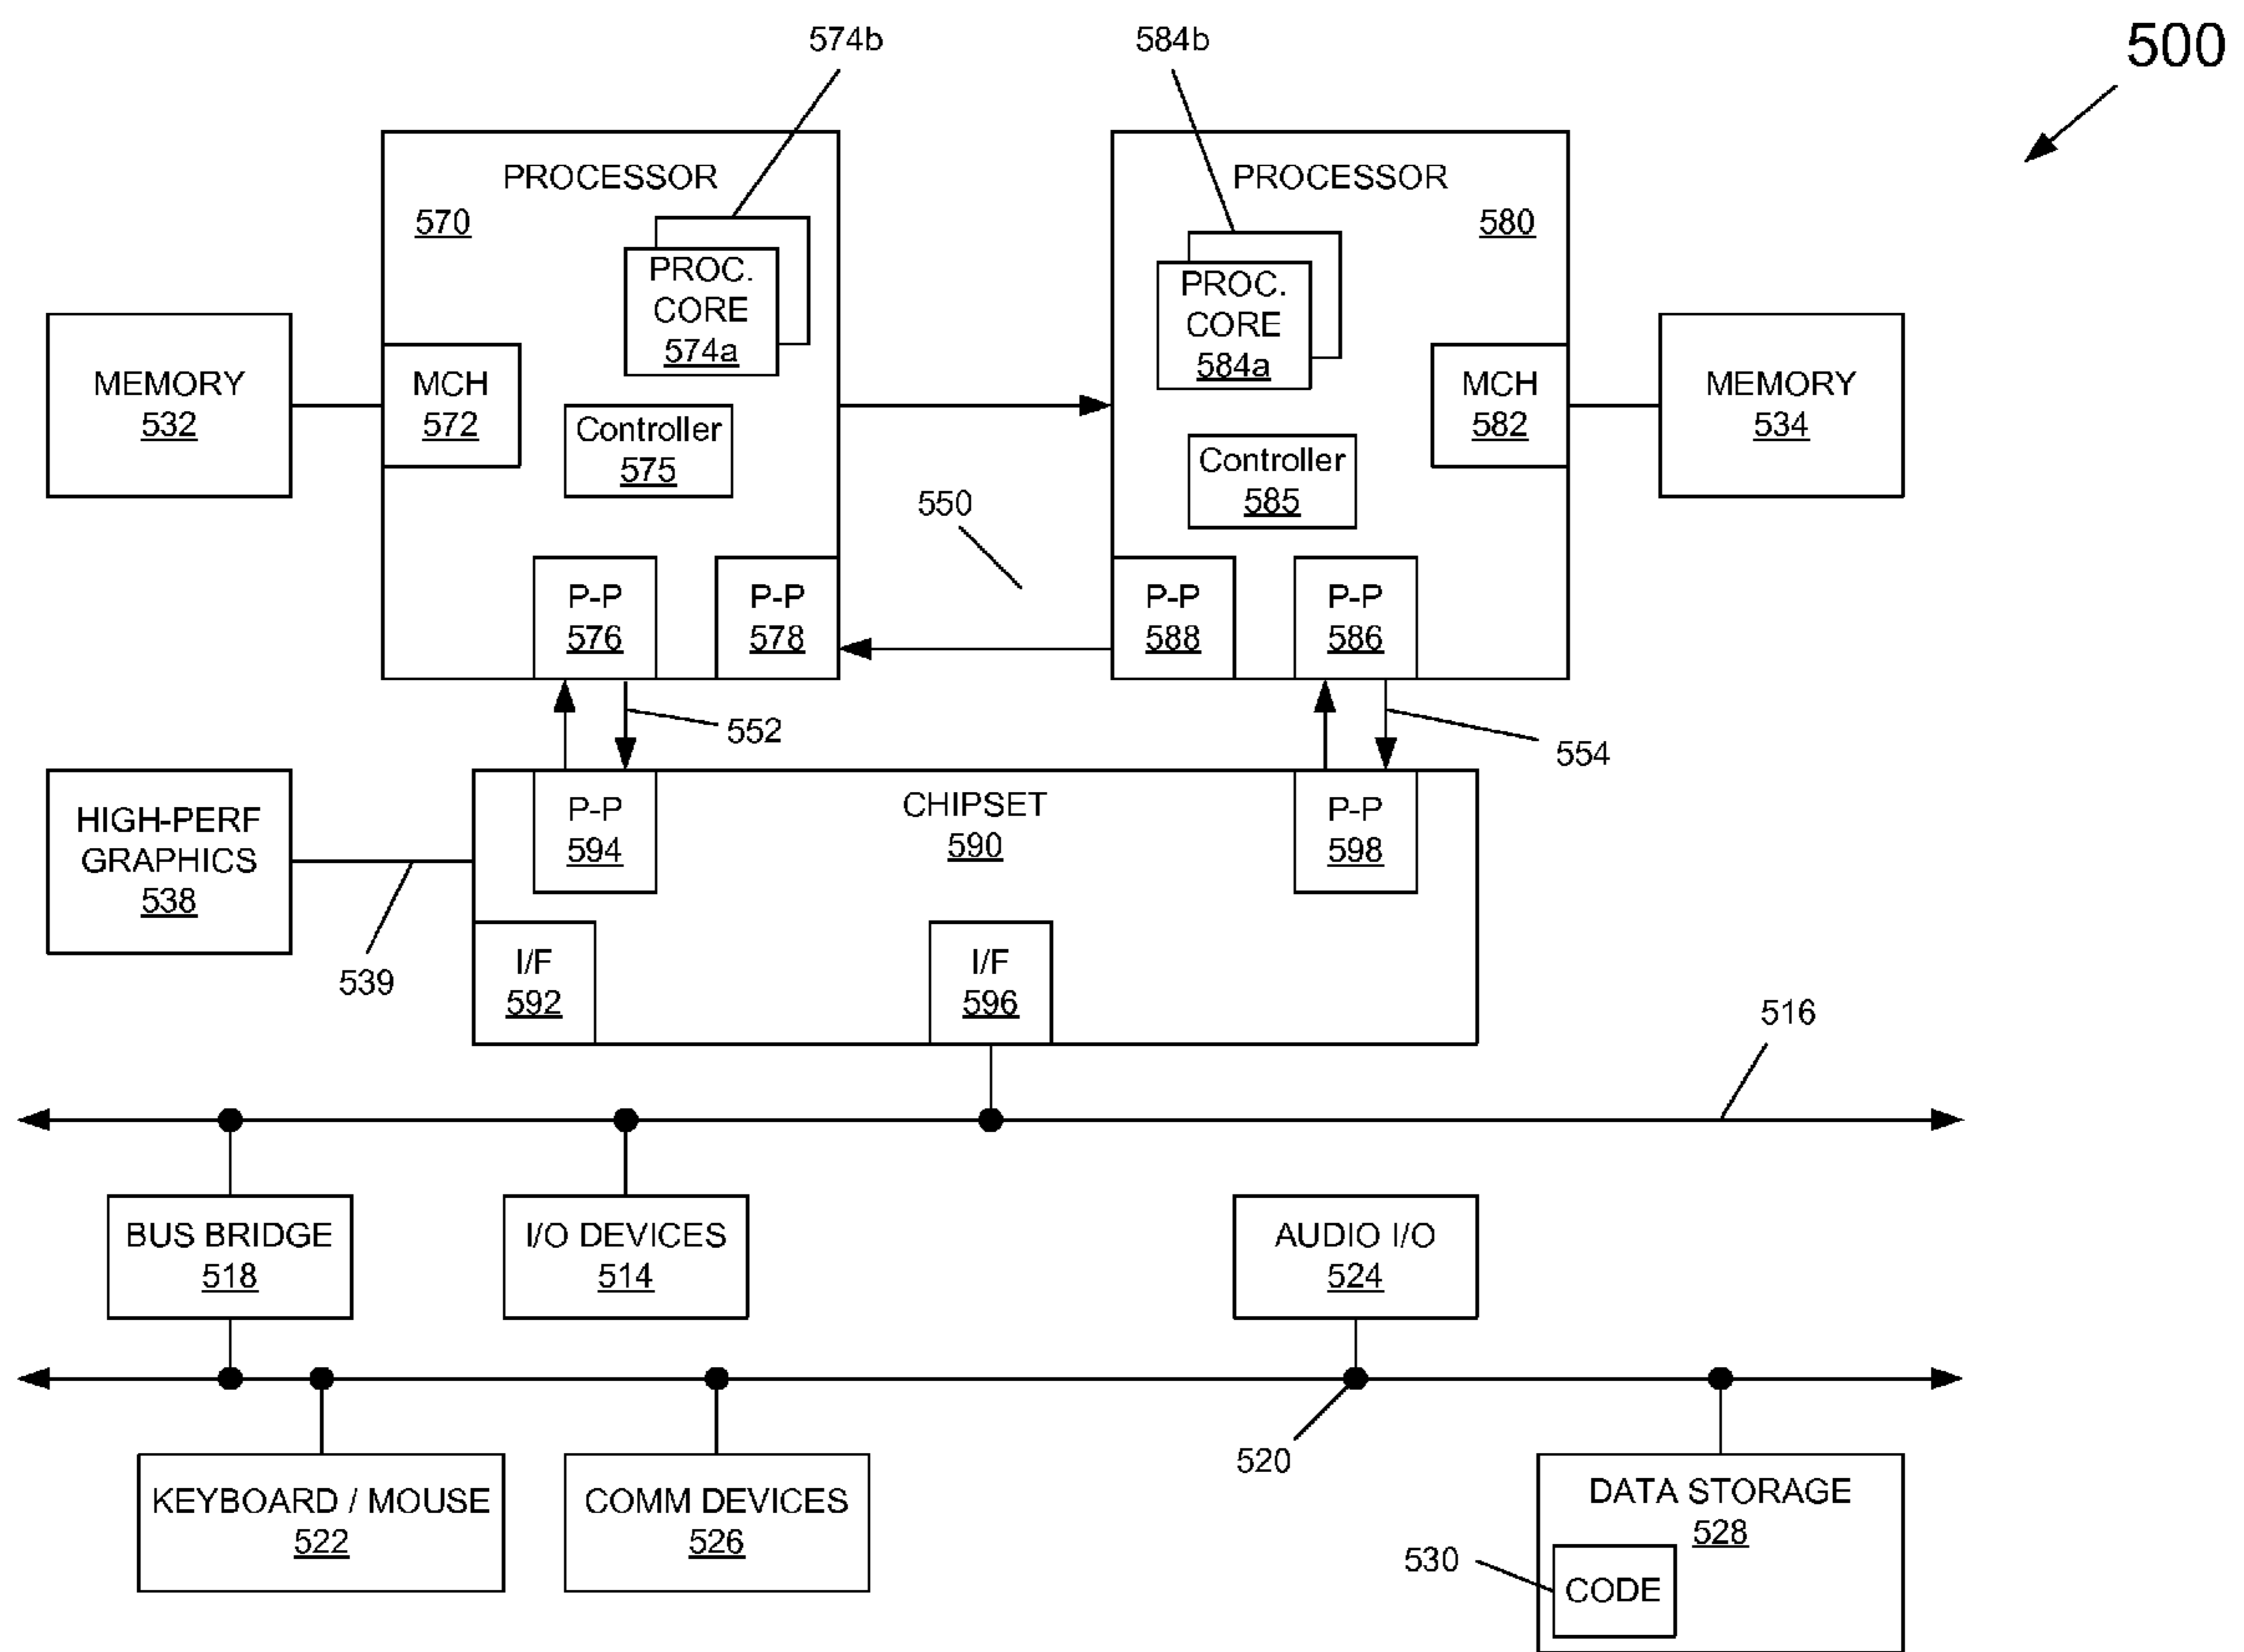 574b
584b
500
PROCESSOR
570
PROC.
CORE
574a
MCH
572
Controller
575
P-P
576
P-P
578
PROCESSOR
580
PROC.
CORE
584a
MCH
582
Controller
585
P-P
588
P-P
586
MEMORY
532
MEMORY
534
550
552
554
HIGH-PERF
GRAPHICS
538
539
CHIPSET
590
P-P
594
P-P
598
I/F
592
I/F
596
516
BUS BRIDGE
518
I/O DEVICES
514
AUDIO I/O
524
520
KEYBOARD / MOUSE
522
COMM DEVICES
526
DATA STORAGE
528
530
CODE